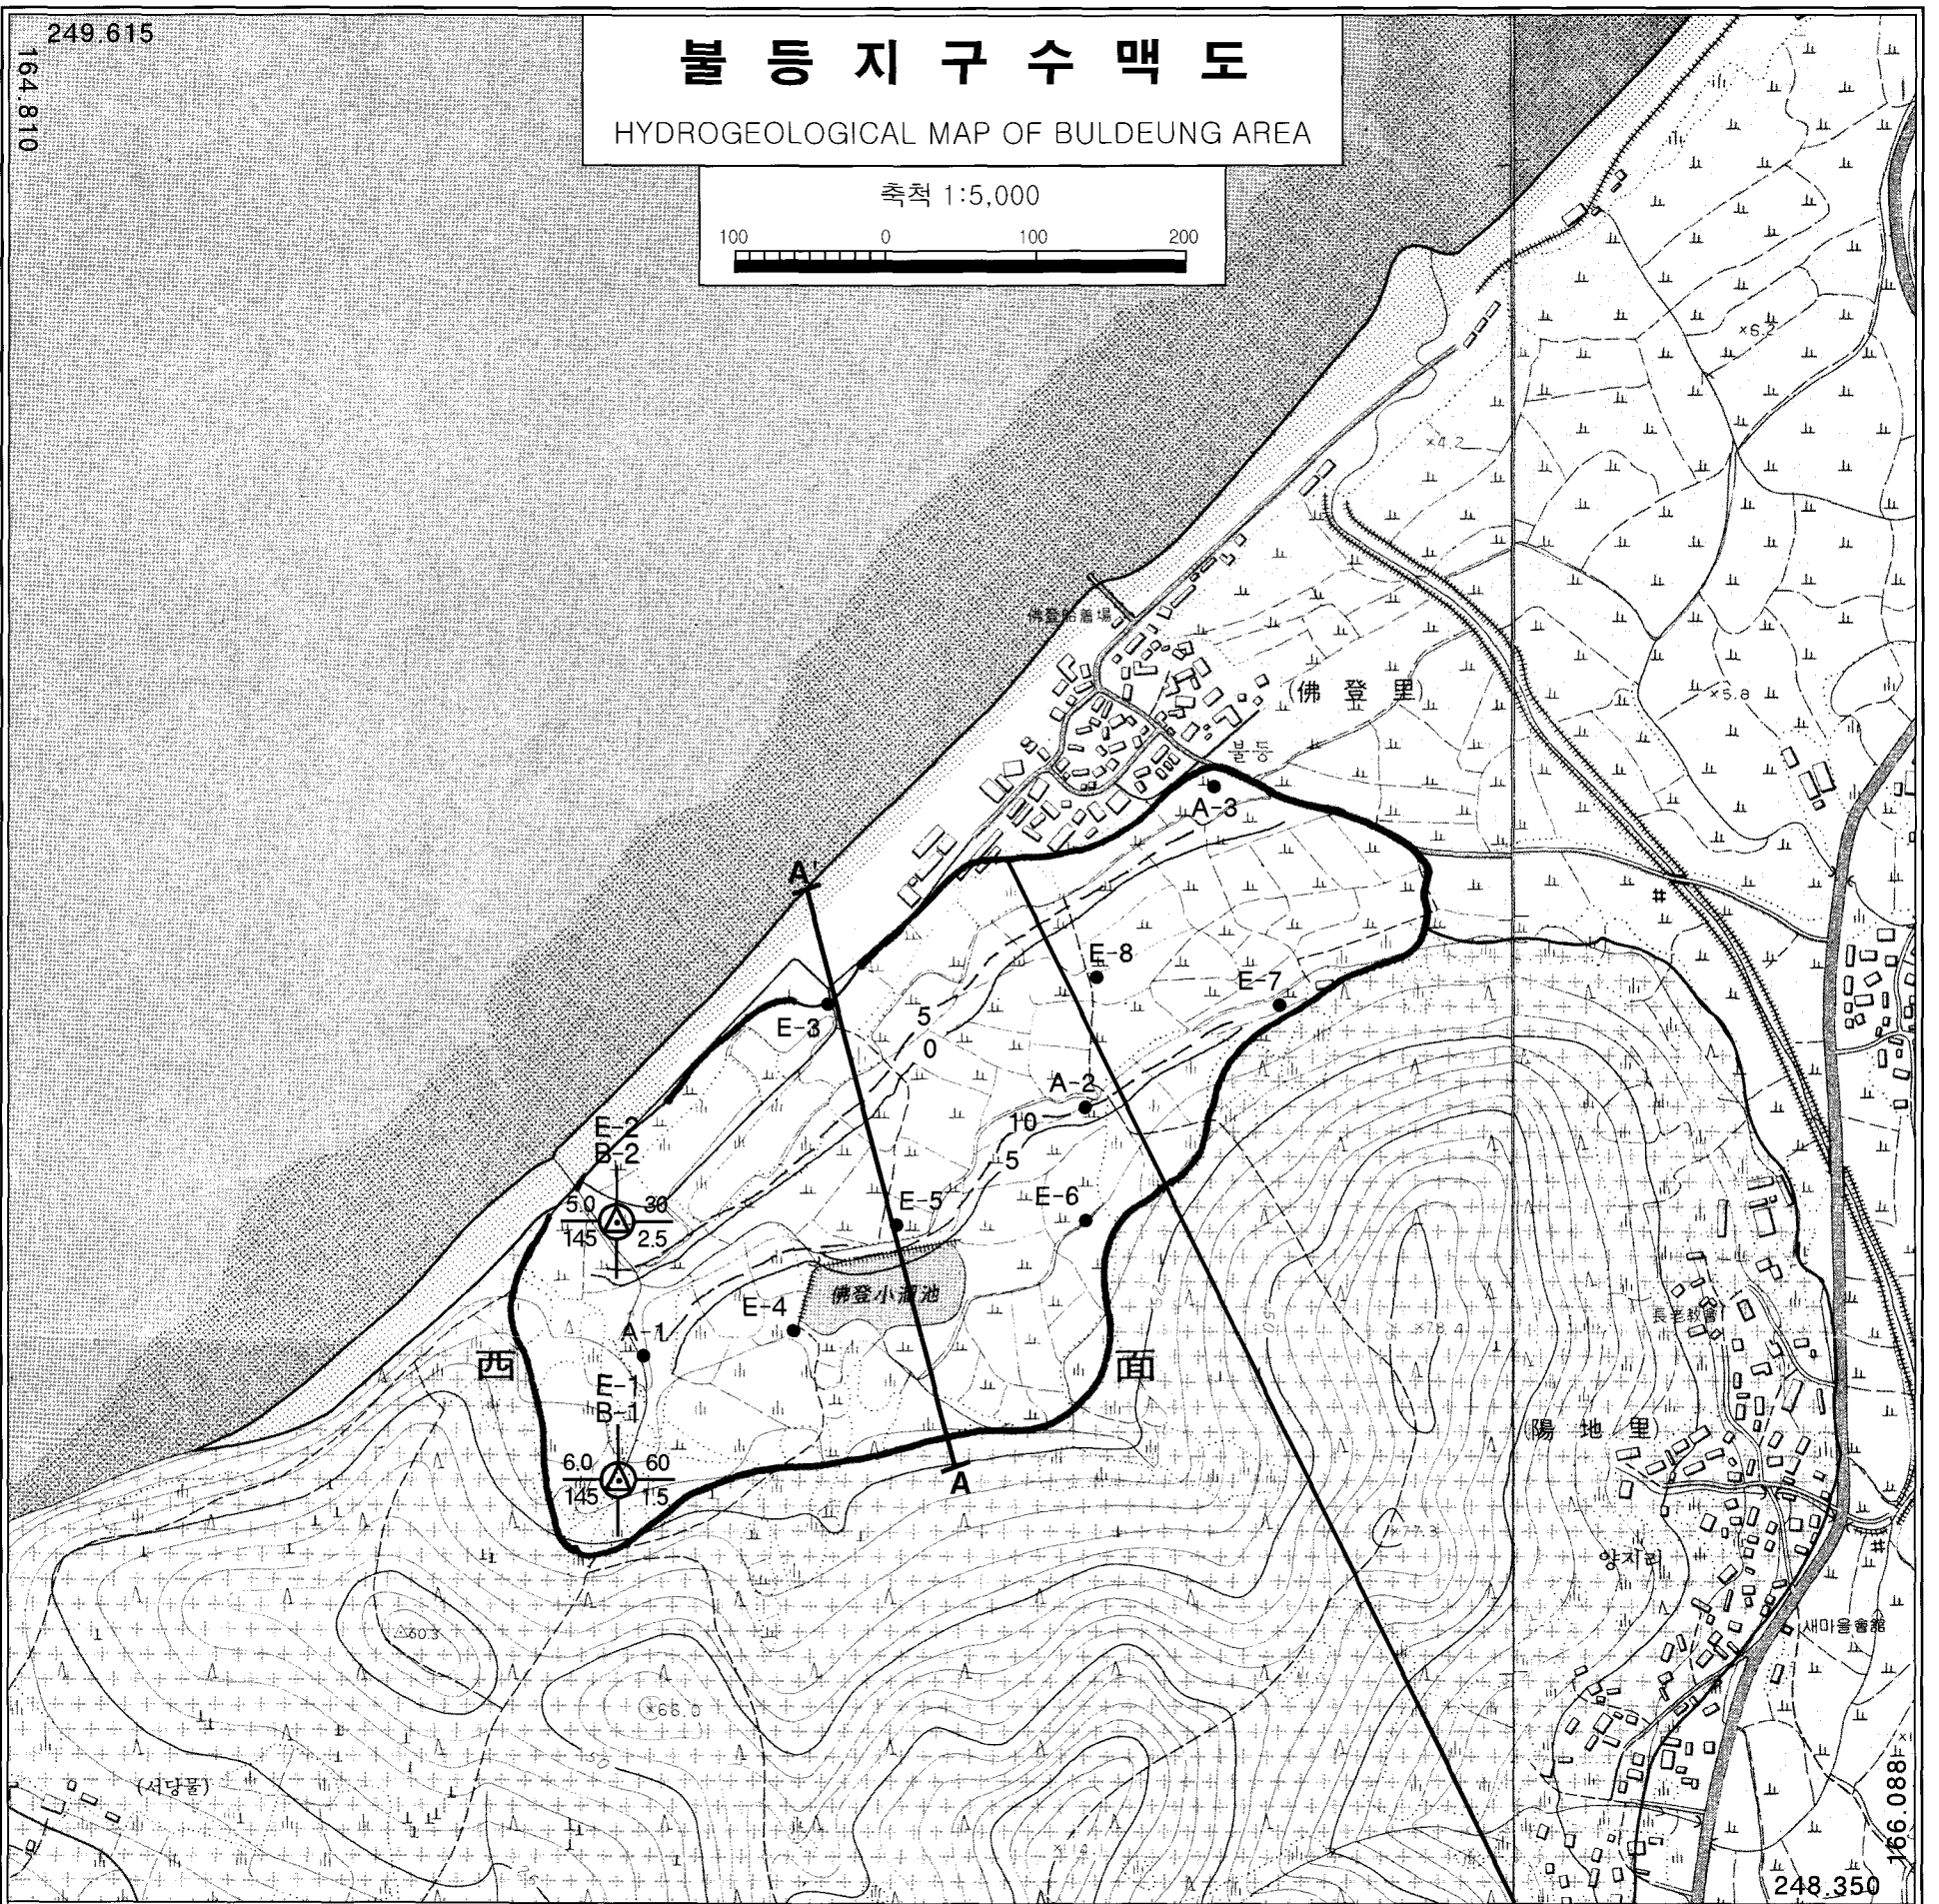 249.615
164.810
불 등 지 구 수 맥 도
HYDROGEOLOGICAL MAP OF BULDEUNG AREA
축척 1:5,000
100 0 100 200
×6.2
×4.2
佛登船着場
(佛 登 里)
×5.8
불등
A-3
A'
E-8
E-7
E-3
5
0
A-2
10
5
E-2
B-2
5.0 30
145 2.5
E-5
E-6
佛登小溜池
E-4
A-1
西
面
50
×78.4
長老敎會
E-1
B-1
6.0 60
145 1.5
A
(陽 地 里)
×77.3
양지리
새마을會館
△60.3
×66.0
50
(서당물)
166.088
248.350